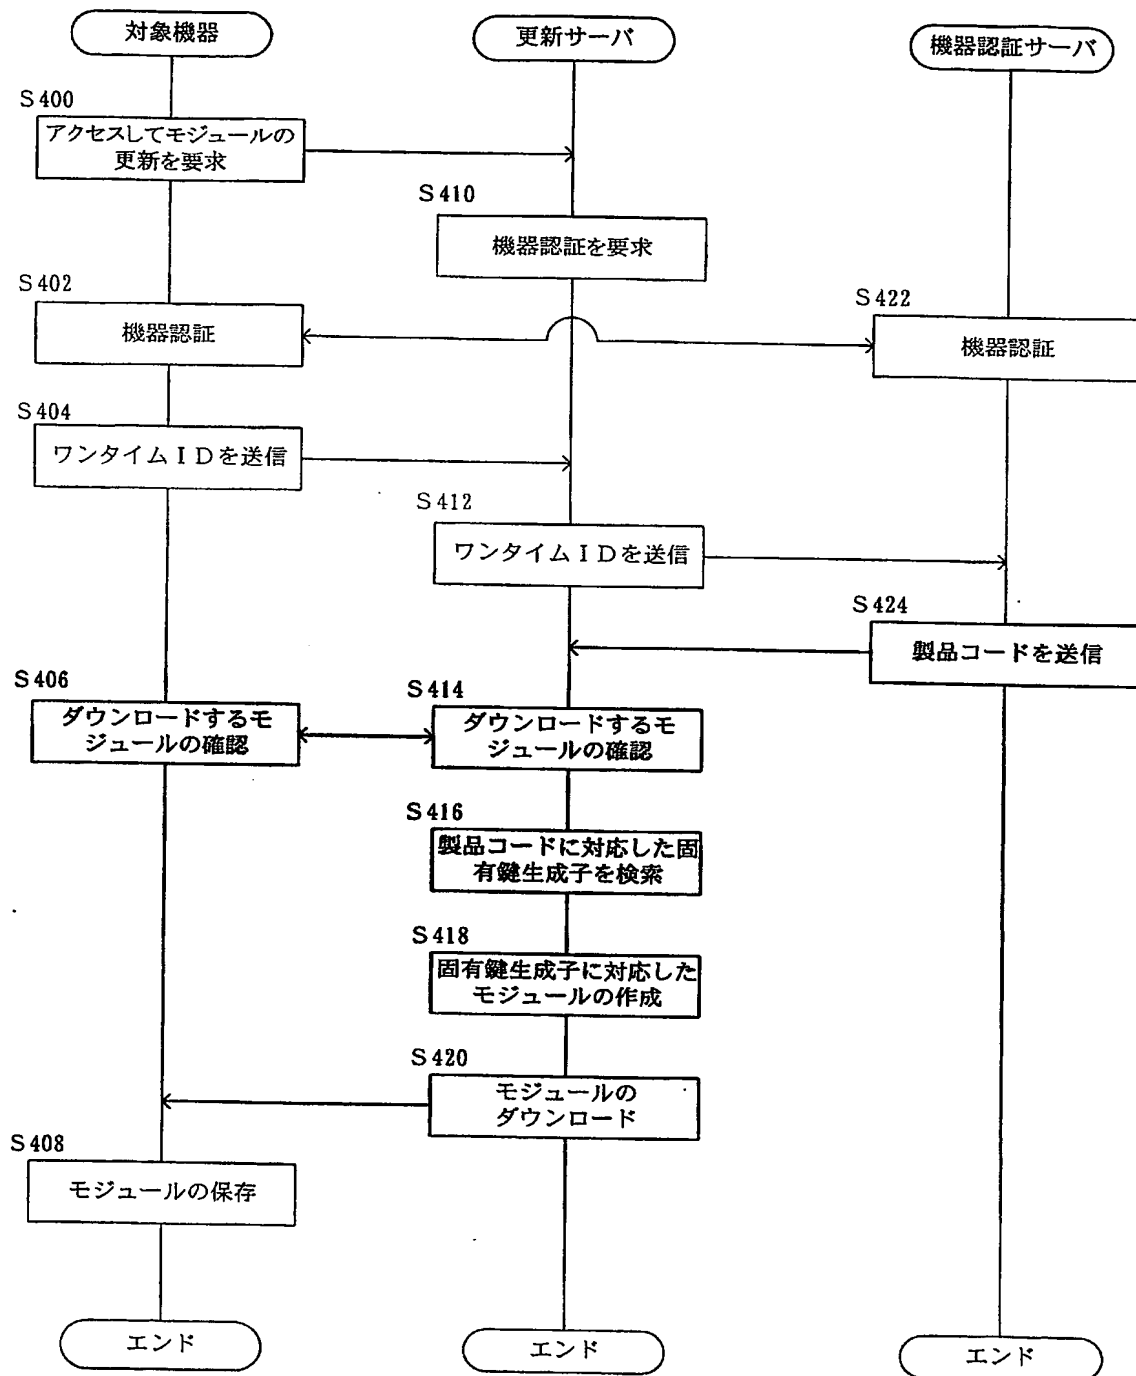 対象機器
更新サーバ
機器認証サーバ
S400
アクセスしてモジュールの
更新を要求
S410
機器認証を要求
S402
機器認証
S422
機器認証
S404
ワンタイムIDを送信
S412
ワンタイムIDを送信
S424
製品コードを送信
S406
ダウンロードするモ
ジュールの確認
S414
ダウンロードするモ
ジュールの確認
S416
製品コードに対応した固
有鍵生成子を検索
S418
固有鍵生成子に対応した
モジュールの作成
S420
モジュールの
ダウンロード
S408
モジュールの保存
エンド
エンド
エンド